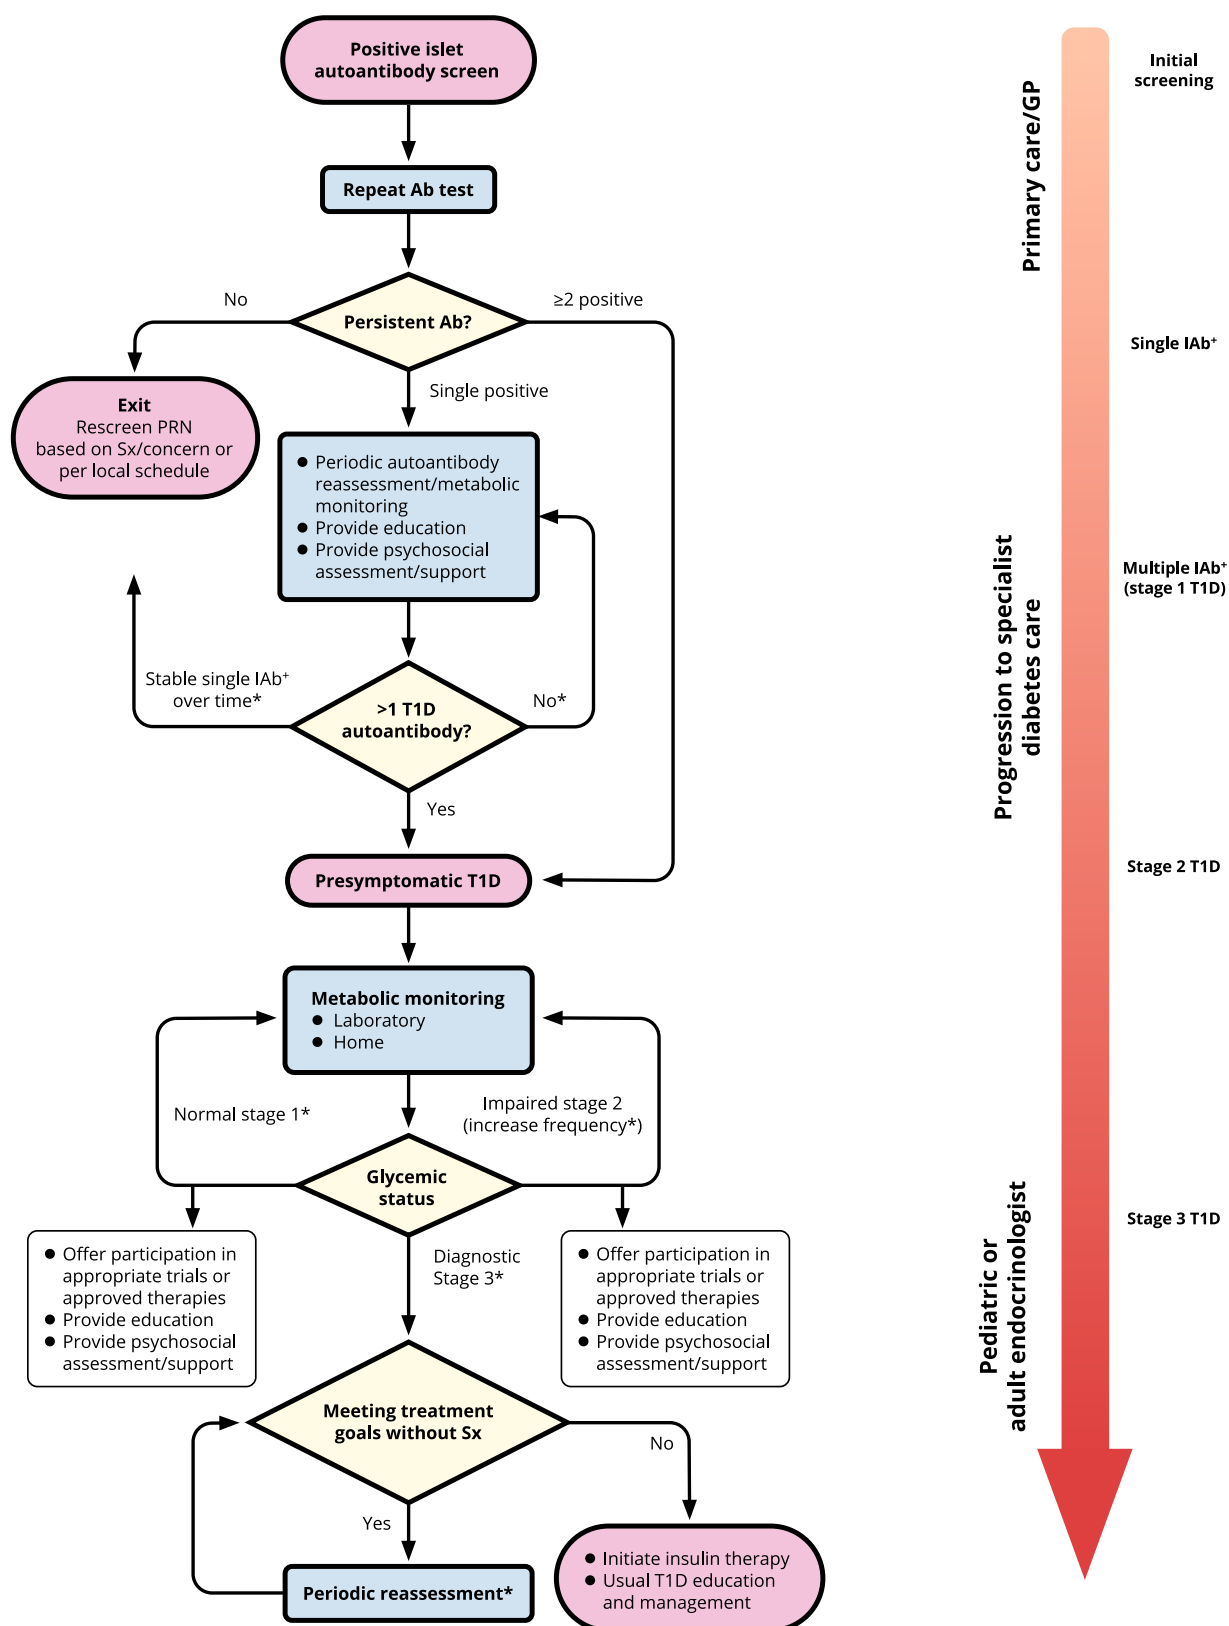 Positive islet
autoantibody screen
Repeat Ab test
Persistent Ab?
No
≥2 positive
Single positive
Exit
Rescreen PRN
based on Sx/concern or
per local schedule
● Periodic autoantibody
reassessment/metabolic
monitoring
● Provide education
● Provide psychosocial
assessment/support
Stable single IAb⁺
over time*
>1 T1D
autoantibody?
No*
Yes
Presymptomatic T1D
Metabolic monitoring
● Laboratory
● Home
Normal stage 1*
Impaired stage 2
(increase frequency*)
Glycemic
status
● Offer participation in
appropriate trials or
approved therapies
● Provide education
● Provide psychosocial
assessment/support
Diagnostic
Stage 3*
● Offer participation in
appropriate trials or
approved therapies
● Provide education
● Provide psychosocial
assessment/support
Meeting treatment
goals without Sx
No
Yes
Periodic reassessment*
● Initiate insulin therapy
● Usual T1D education
and management
Primary care/GP
Progression to specialist
diabetes care
Pediatric or
adult endocrinologist
Initial
screening
Single IAb⁺
Multiple IAb⁺
(stage 1 T1D)
Stage 2 T1D
Stage 3 T1D